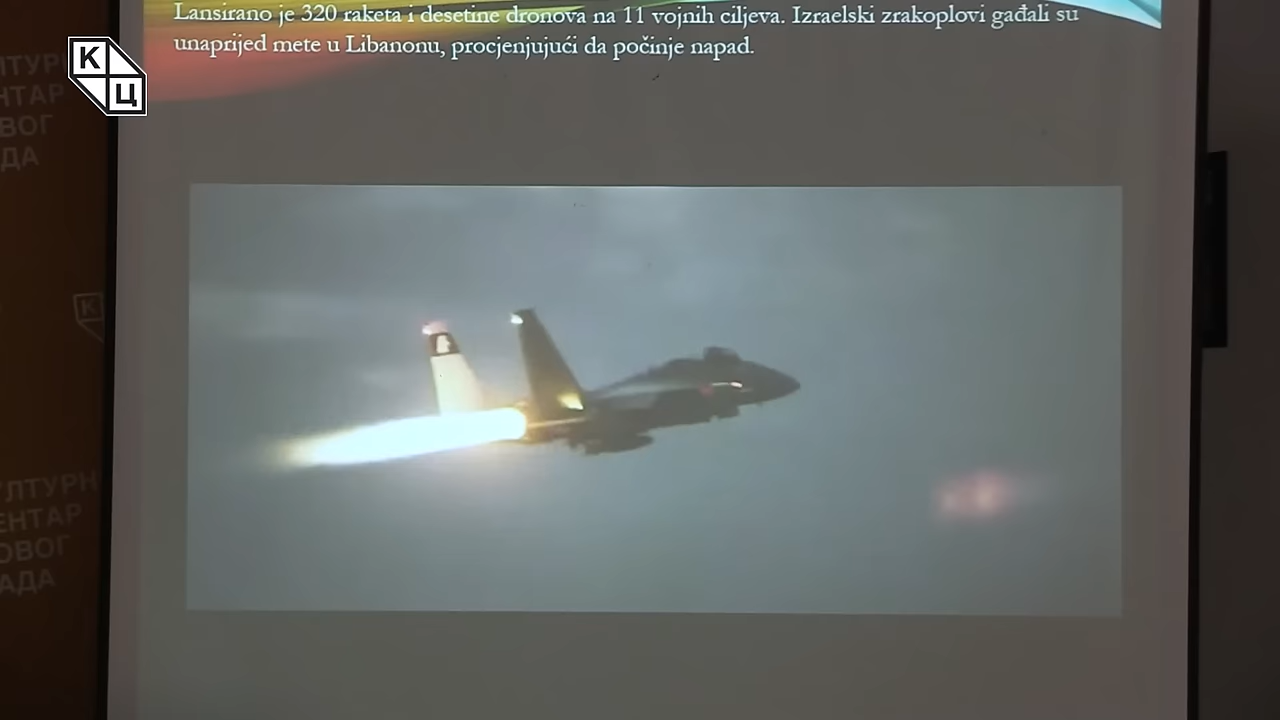 Lansirano je 320 raketa i desetine dronova na 11 vojnih ciljeva. Izraelski zrakoplovi gađali su
unaprijed mete u Libanonu, procjenjujući da počinje napad.
К
Ц
4
К